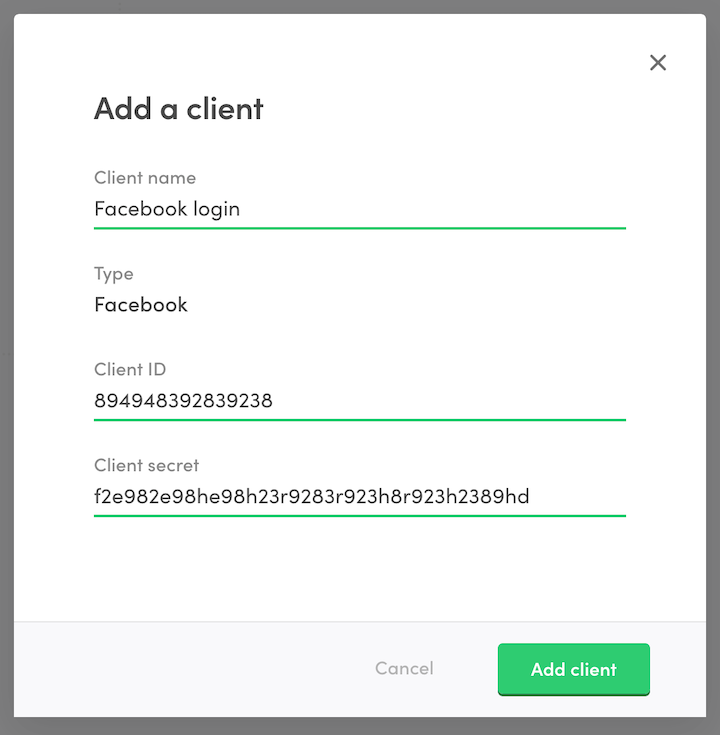 Add a client
Client name
Facebook login
Type
Facebook
Client ID
894948392839238
Client secret
f2e982e98he98h23r9283r923h8r923h2389hd
Cancel
Add client